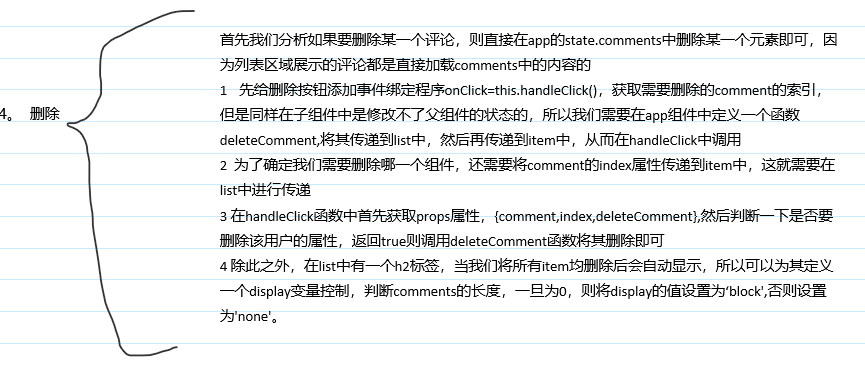 首先我们分析如果要删除某一个评论，则直接在app的state.comments中删除某一个元素即可，因
为列表区域展示的评论都是直接加载comments中的内容的
1 先给删除按钮添加事件绑定程序onClick=this.handleClick()，获取需要删除的comment的索引，
4。 删除
但是同样在子组件中是修改不了父组件的状态的，所以我们需要在app组件中定义一个函数
deleteComment,将其传递到list中，然后再传递到item中，从而在handleClick中调用
2 为了确定我们需要删除哪一个组件，还需要将comment的index属性传递到item中，这就需要在
list中进行传递
3 在handleClick函数中首先获取props属性，{comment,index,deleteComment},然后判断一下是否要
删除该用户的属性，返回true则调用deleteComment函数将其删除即可
4 除此之外，在list中有一个h2标签，当我们将所有item均删除后会自动显示，所以可以为其定义
一个display变量控制，判断comments的长度，一旦为0，则将display的值设置为‘block',否则设置
为'none'。